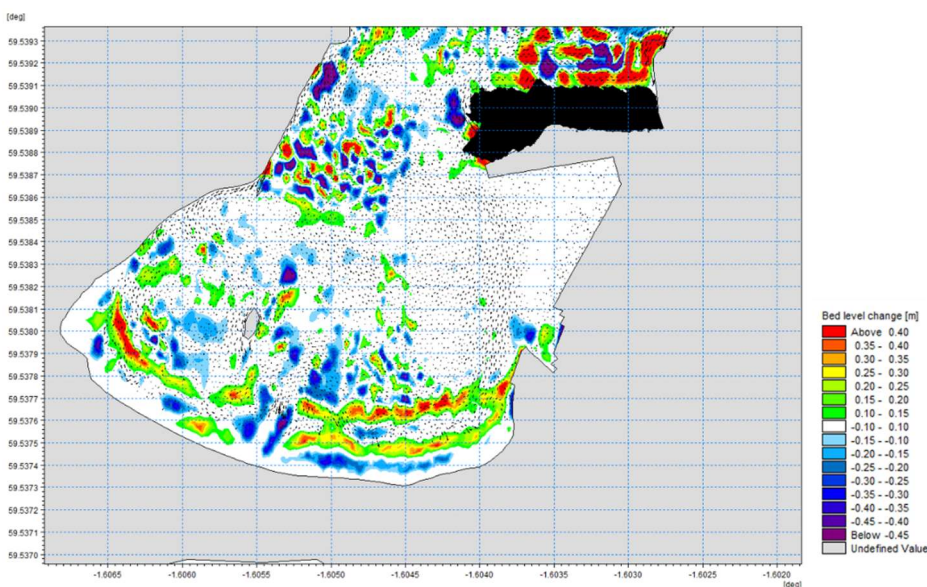 [deg]
59.5393
59.5392
59.5391
59.5390
59.5389
59.5388
59.5387
59.5386
59.5385
59.5384
59.5383
59.5382
59.5381
59.5380
59.5379
59.5378
59.5377
59.5376
59.5375
59.5374
59.5373
59.5372
59.5371
59.5370
Bed level change [m]
Above 0.40
0.35 - 0.40
0.30 - 0.35
0.25 - 0.30
0.20 - 0.25
0.15 - 0.20
0.10 - 0.15
-0.10 - 0.10
-0.15 - -0.10
-0.20 - -0.15
-0.25 - -0.20
-0.30 - -0.25
-0.35 - -0.30
-0.40 - -0.35
-0.45 - -0.40
Below -0.45
Undefined Value
-1.6065 -1.6060 -1.6055 -1.6050 -1.6045 -1.6040 -1.6035 -1.6030 -1.6025 -1.6020
[deg]